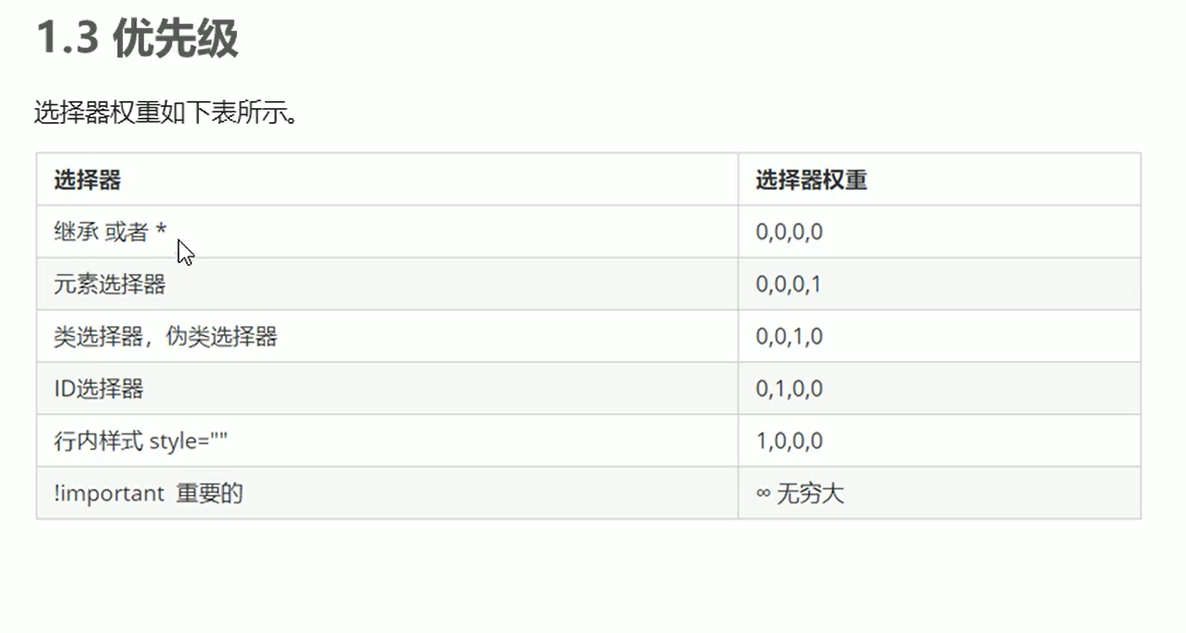 1.3 优先级
选择器权重如下表所示。
选择器 选择器权重
继承 或者 * 0,0,0,0
元素选择器 0,0,0,1
类选择器，伪类选择器 0,0,1,0
ID选择器 0,1,0,0
行内样式 style="" 1,0,0,0
!important 重要的 ∞ 无穷大